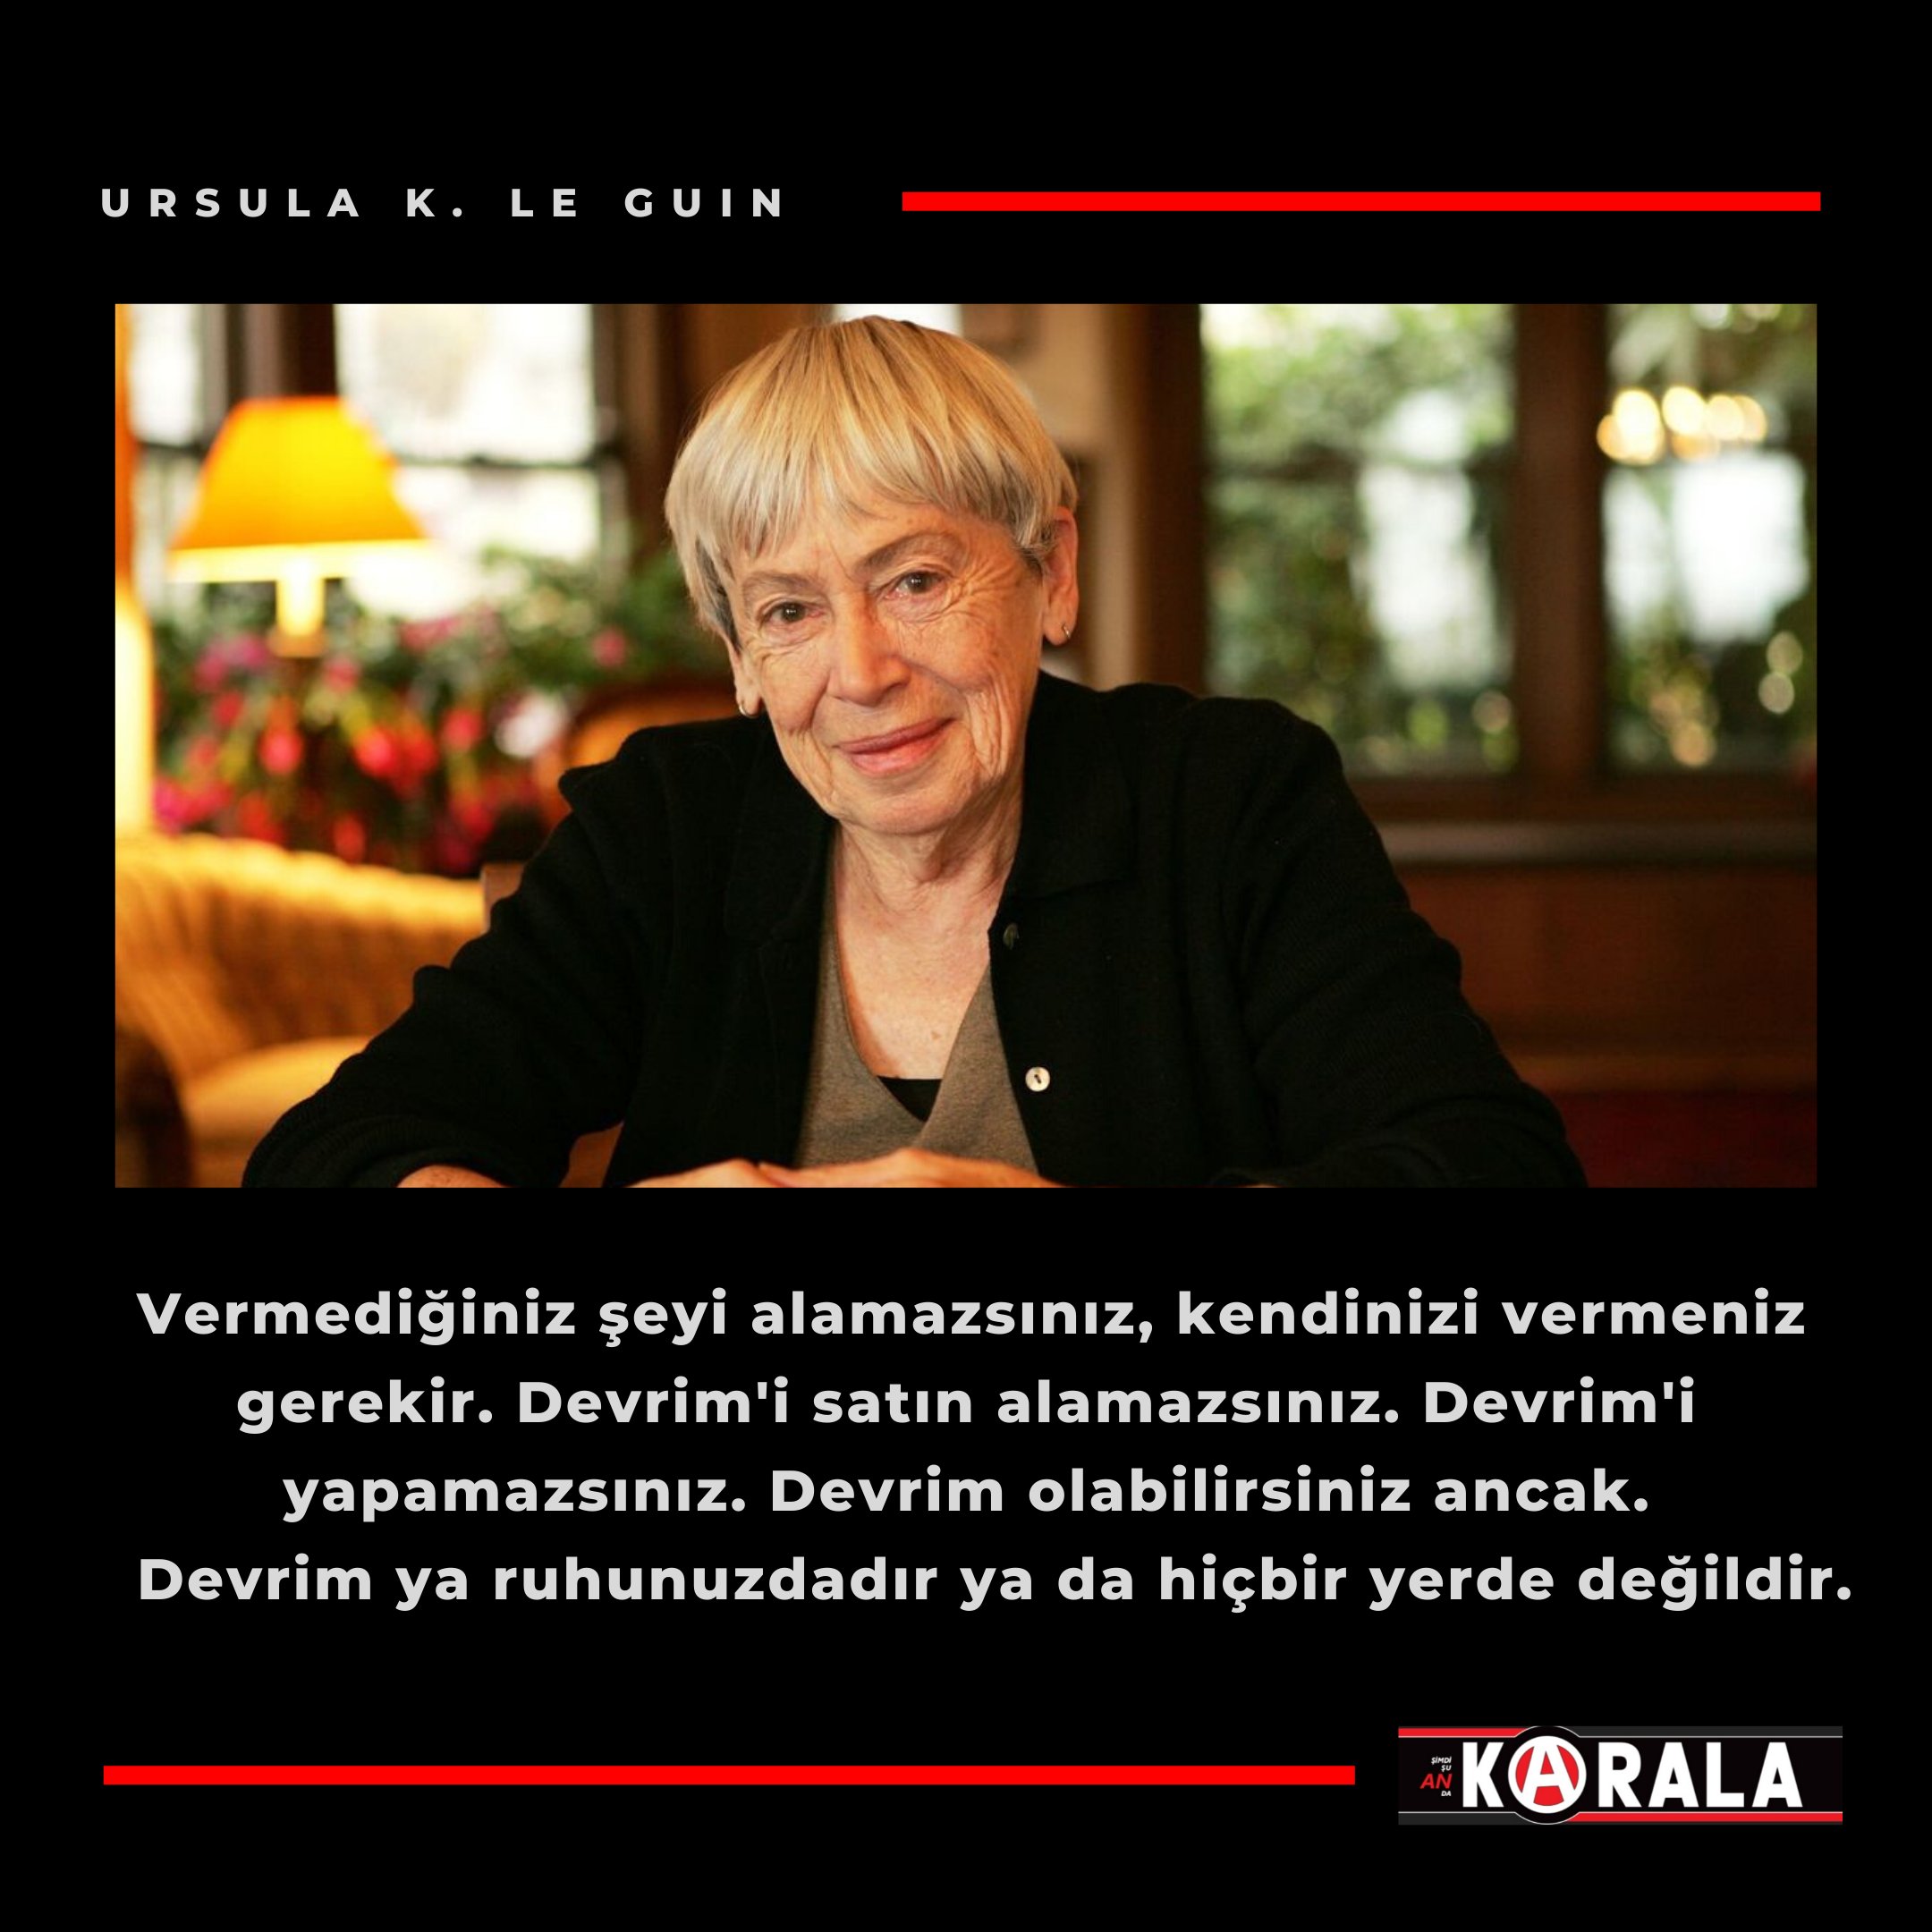 URSULA K. LE GUIN
Vermediğiniz şeyi alamazsınız, kendinizi vermeniz
gerekir. Devrim'i satın alamazsınız. Devrim'i
yapamazsınız. Devrim olabilirsiniz ancak.
Devrim ya ruhunuzdadır ya da hiçbir yerde değildir.
ŞİMDİ
ŞU
AN
DA
KARALA